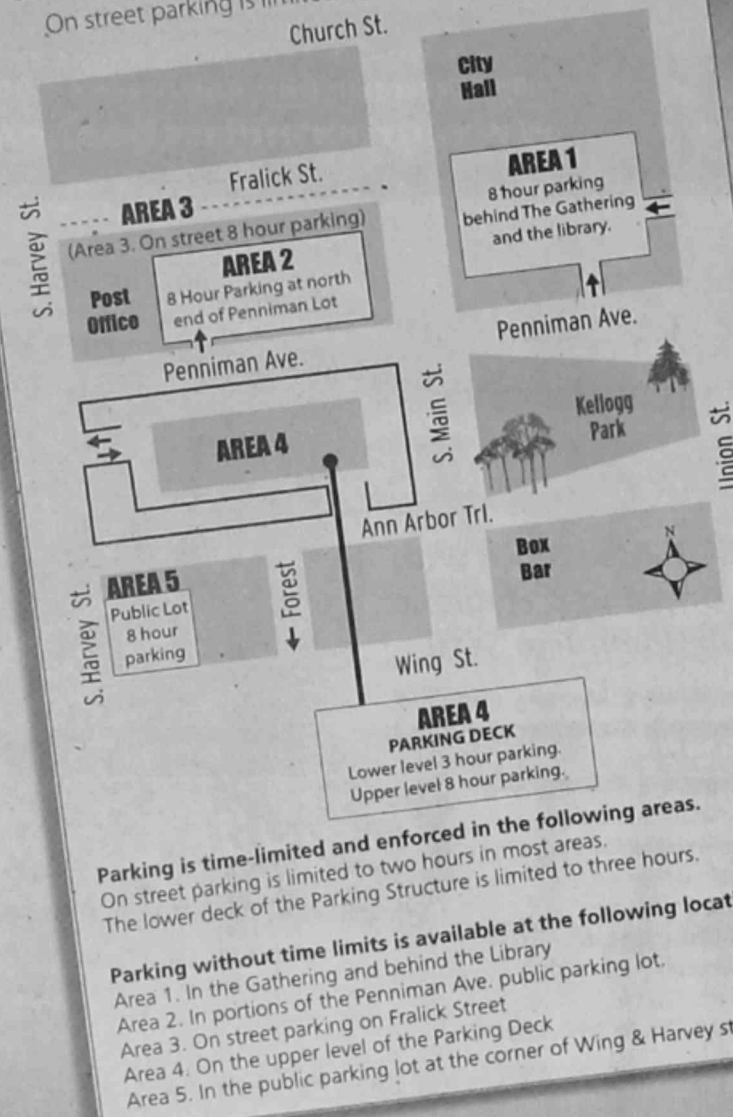 On street parking is
Church St.
City
Hall
AREA 1
8 hour parking
behind The Gathering
and the library.
Fralick St.
S. Harvey St.
AREA 3
(Area 3. On street 8 hour parking)
AREA 2
8 Hour Parking at north
end of Penniman Lot
Post
Office
Penniman Ave.
Penniman Ave.
S. Main St.
Kellogg
Park
Union St.
AREA 4
Ann Arbor Trl.
Box
Bar
N
S. Harvey St.
AREA 5
Public Lot
8 hour
parking
Forest
Wing St.
AREA 4
PARKING DECK
Lower level 3 hour parking.
Upper level 8 hour parking.
Parking is time-limited and enforced in the following areas.
On street parking is limited to two hours in most areas.
The lower deck of the Parking Structure is limited to three hours.
Parking without time limits is available at the following
Area 1. In the Gathering and behind the Library
Area 2. In portions of the Penniman Ave. public parking lot.
Area 3. On street parking on Fralick Street
Area 4. On the upper level of the Parking Deck
Area 5. In the public parking lot at the corner of Wing & Harvey